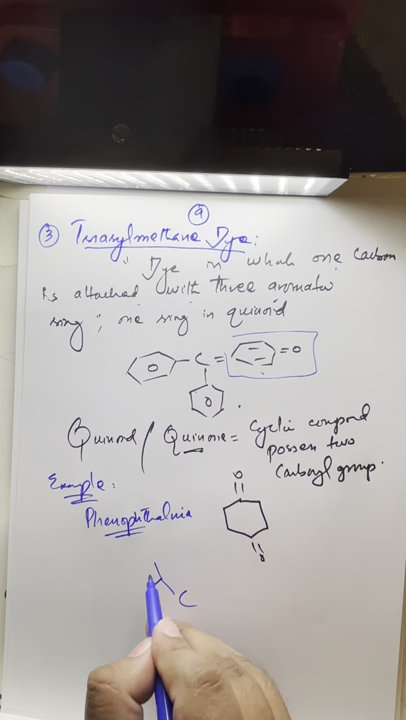 9
③ Triarylmethane Dye:
" Dye in which one carbon
is attached with three aromatic
ring", one ring in quinoid
C = =O
Quinoid / Quinone = Cyclic compound
possess two
Carbonyl group.
Example:
Phenophthalnia
O
O
C